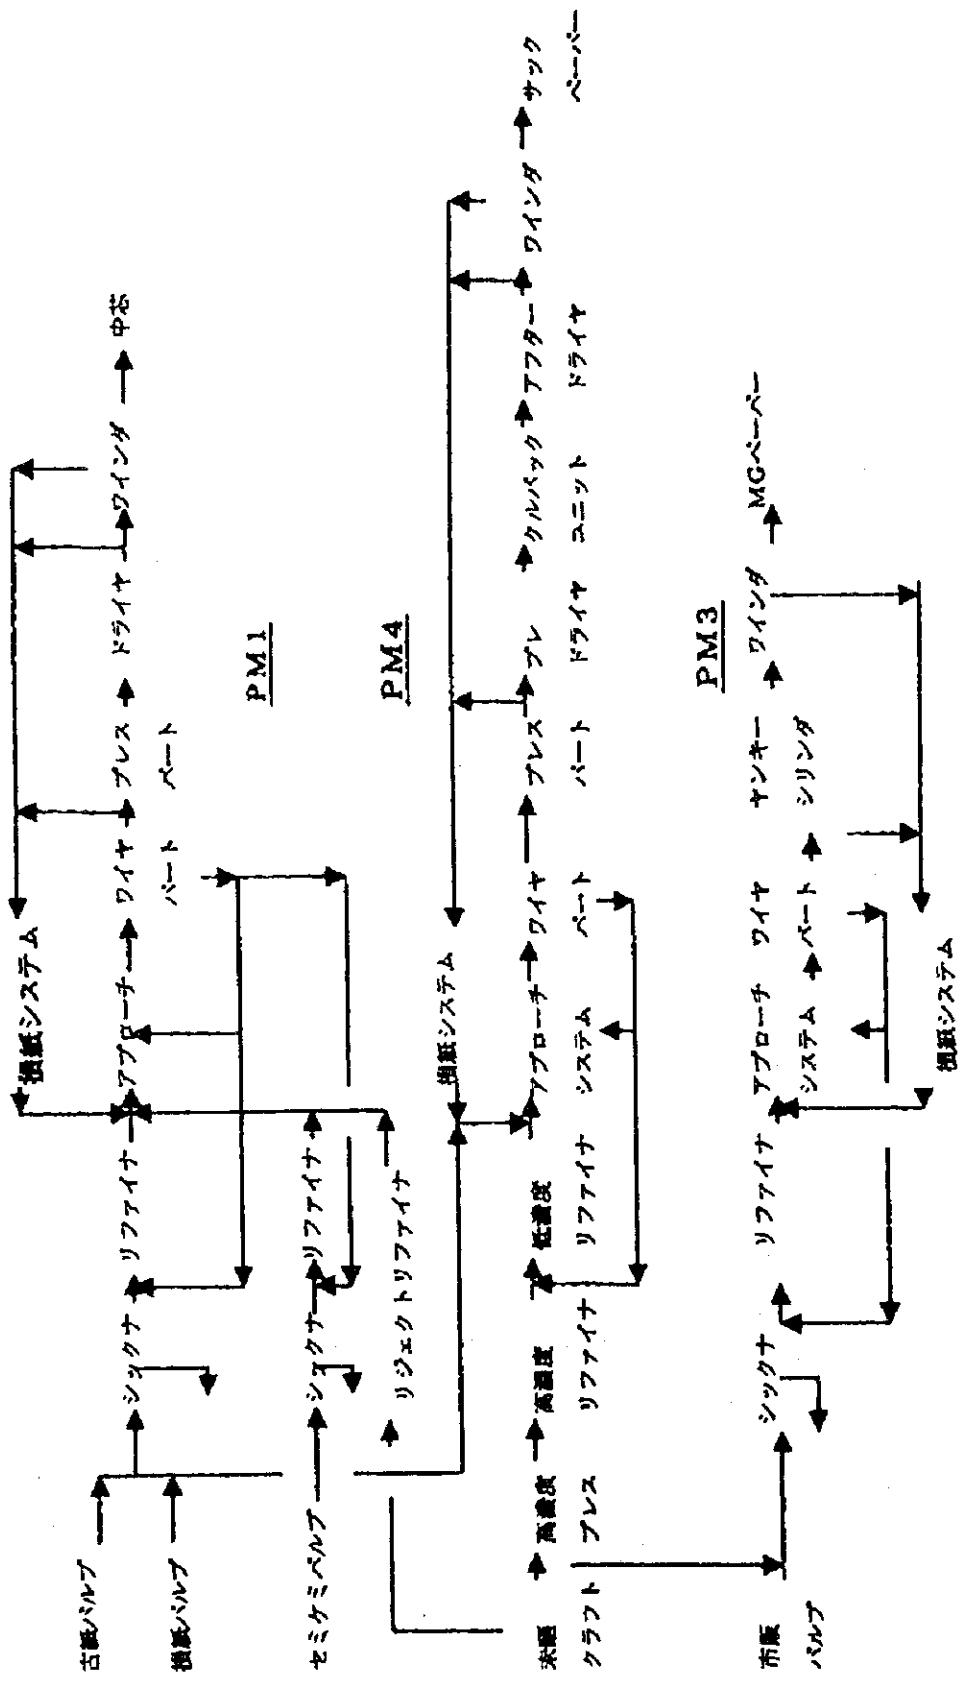 損紙システム
古紙パルプ
シックナ リファイナ アプローチ ワイヤ プレス ドライヤ ワインダ 中芯
損紙パルプ パート パート
PM1
セミケミパルプ シックナ リファイナ
リジェクトリファイナ
PM4
損紙システム
未晒 高濃度 高濃度 低濃度 アプローチ ワイヤ プレス プレ クルパック アフター ワインダ サック
クラフト プレス リファイナ リファイナ システム パート パート ドライヤ ユニット ドライヤ ペーパー
PM3
市販 シックナ リファイナ アプローチ ワイヤ ヤンキー ワインダ MGペーパー
パルプ システム パート シリンダ
損紙システム